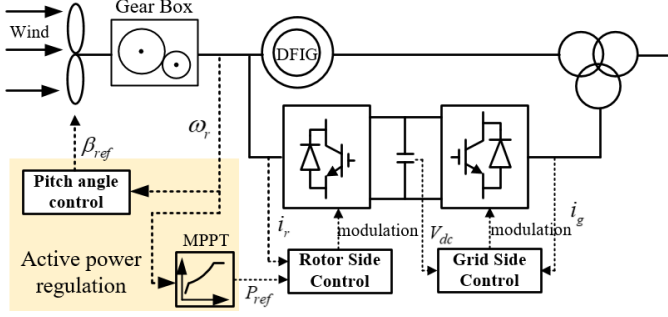 Gear Box
Wind
DFIG
ω_r
β_ref
Pitch angle
control
i_r
modulation
V_dc
modulation
i_g
MPPT
Active power
regulation
P_ref
Rotor Side
Control
Grid Side
Control